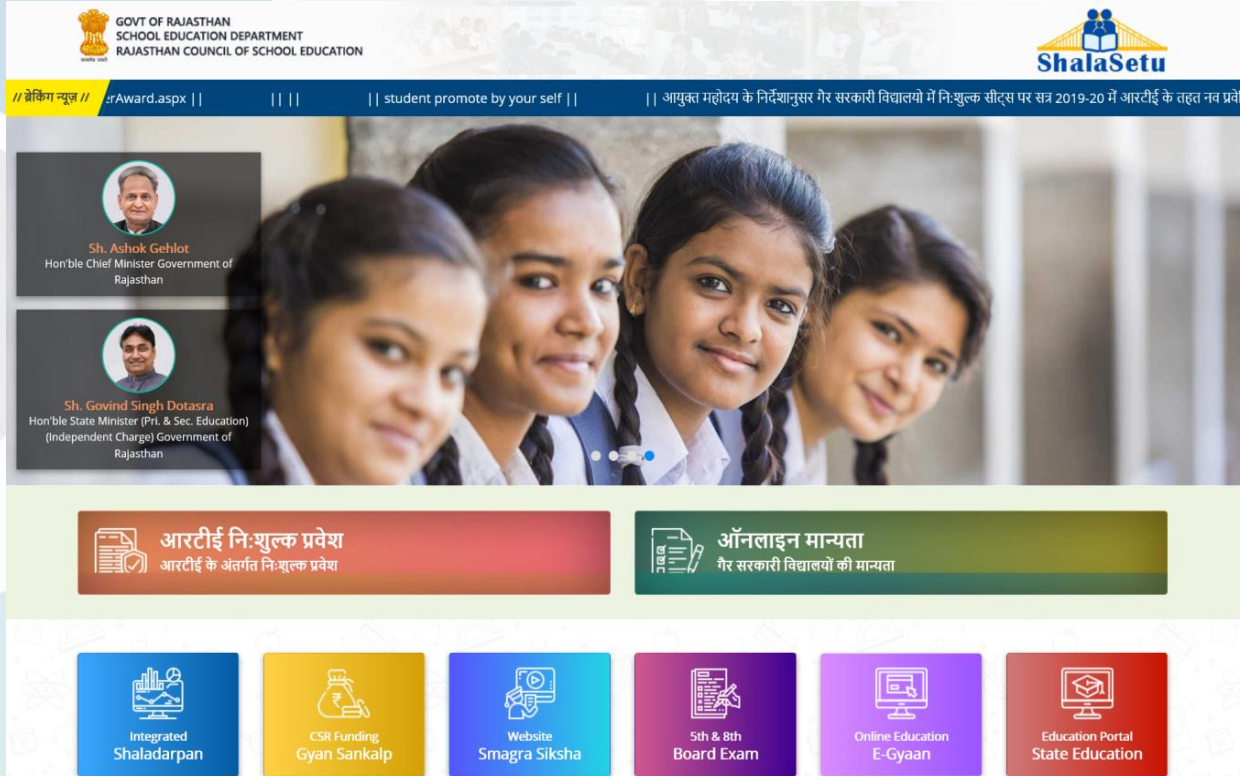 GOVT OF RAJASTHAN
SCHOOL EDUCATION DEPARTMENT
RAJASTHAN COUNCIL OF SCHOOL EDUCATION
ShalaSetu
// ब्रेकिंग न्यूज़ // erAward.aspx || || || || student promote by your self || || आयुक्त महोदय के निर्देशानुसर गैर सरकारी विद्यालयो में नि:शुल्क सीट्स पर सत्र 2019-20 में आरटीई के तहत नव
Sh. Ashok Gehlot
Hon'ble Chief Minister Government of
Rajasthan
Sh. Govind Singh Dotasra
Hon'ble State Minister (Pri. & Sec. Education)
(Independent Charge) Government of
Rajasthan
आरटीई नि:शुल्क प्रवेश
आरटीई के अंतर्गत निःशुल्क प्रवेश
ऑनलाइन मान्यता
गैर सरकारी विद्यालयों की मान्यता
Integrated
Shaladarpan
CSR Funding
Gyan Sankalp
Website
Smagra Siksha
5th & 8th
Board Exam
Online Education
E-Gyaan
Education Portal
State Education